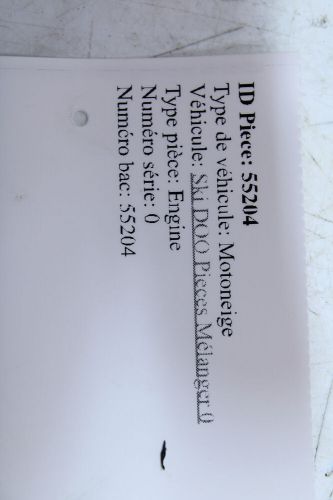 ID Piece: 55204
Type de véhicule: Motoneige
Véhicule: Ski DOO Pieces Mélanger 0
Type pièce: Engine
Numéro série: 0
Numéro bac: 55204